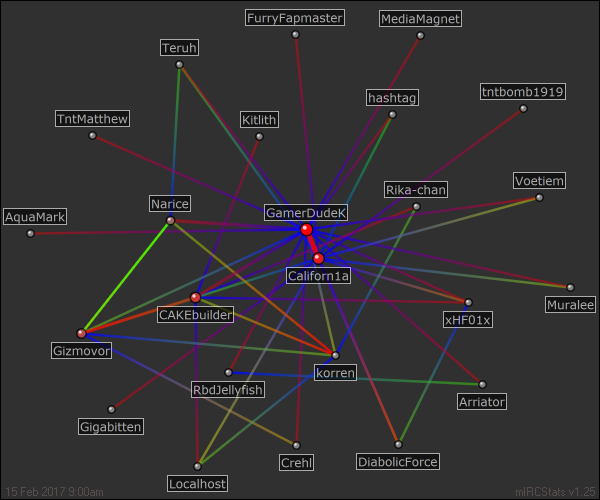 FurryFapmaster
MediaMagnet
Teruh
tntbomb1919
hashtag
TntMatthew
Kitlith
Rika-chan
Voetiem
Narice
GamerDudeK
AquaMark
Californ1a
Muralee
CAKEbuilder
xHF01x
Gizmovor
korren
RbdJellyfish
Arriator
Gigabitten
Crehl
DiabolicForce
Localhost
15 Feb 2017 9:00am
mIRCStats v1.25